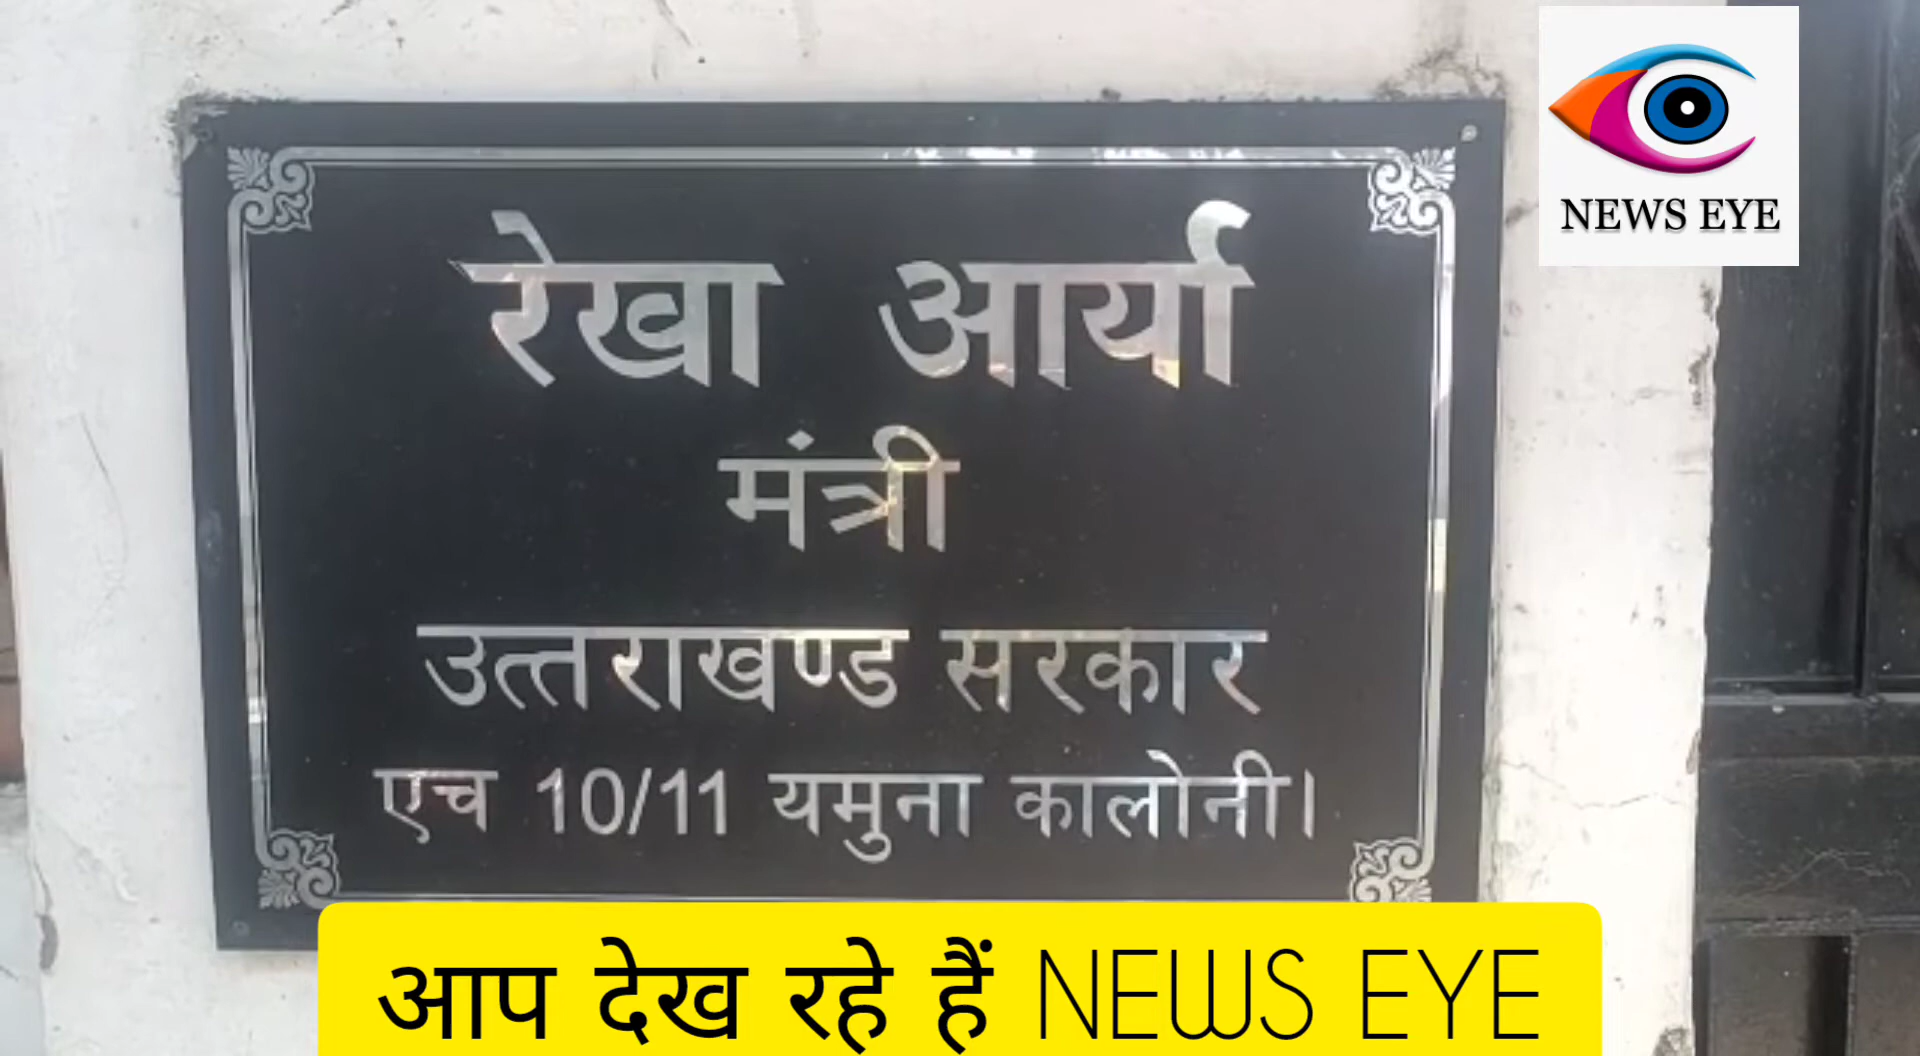 NEWS EYE
रेखा आर्या
मंत्री
उत्तराखण्ड सरकार
एच 10/11 यमुना कालोनी।
आप देख रहे हैं NEWS EYE